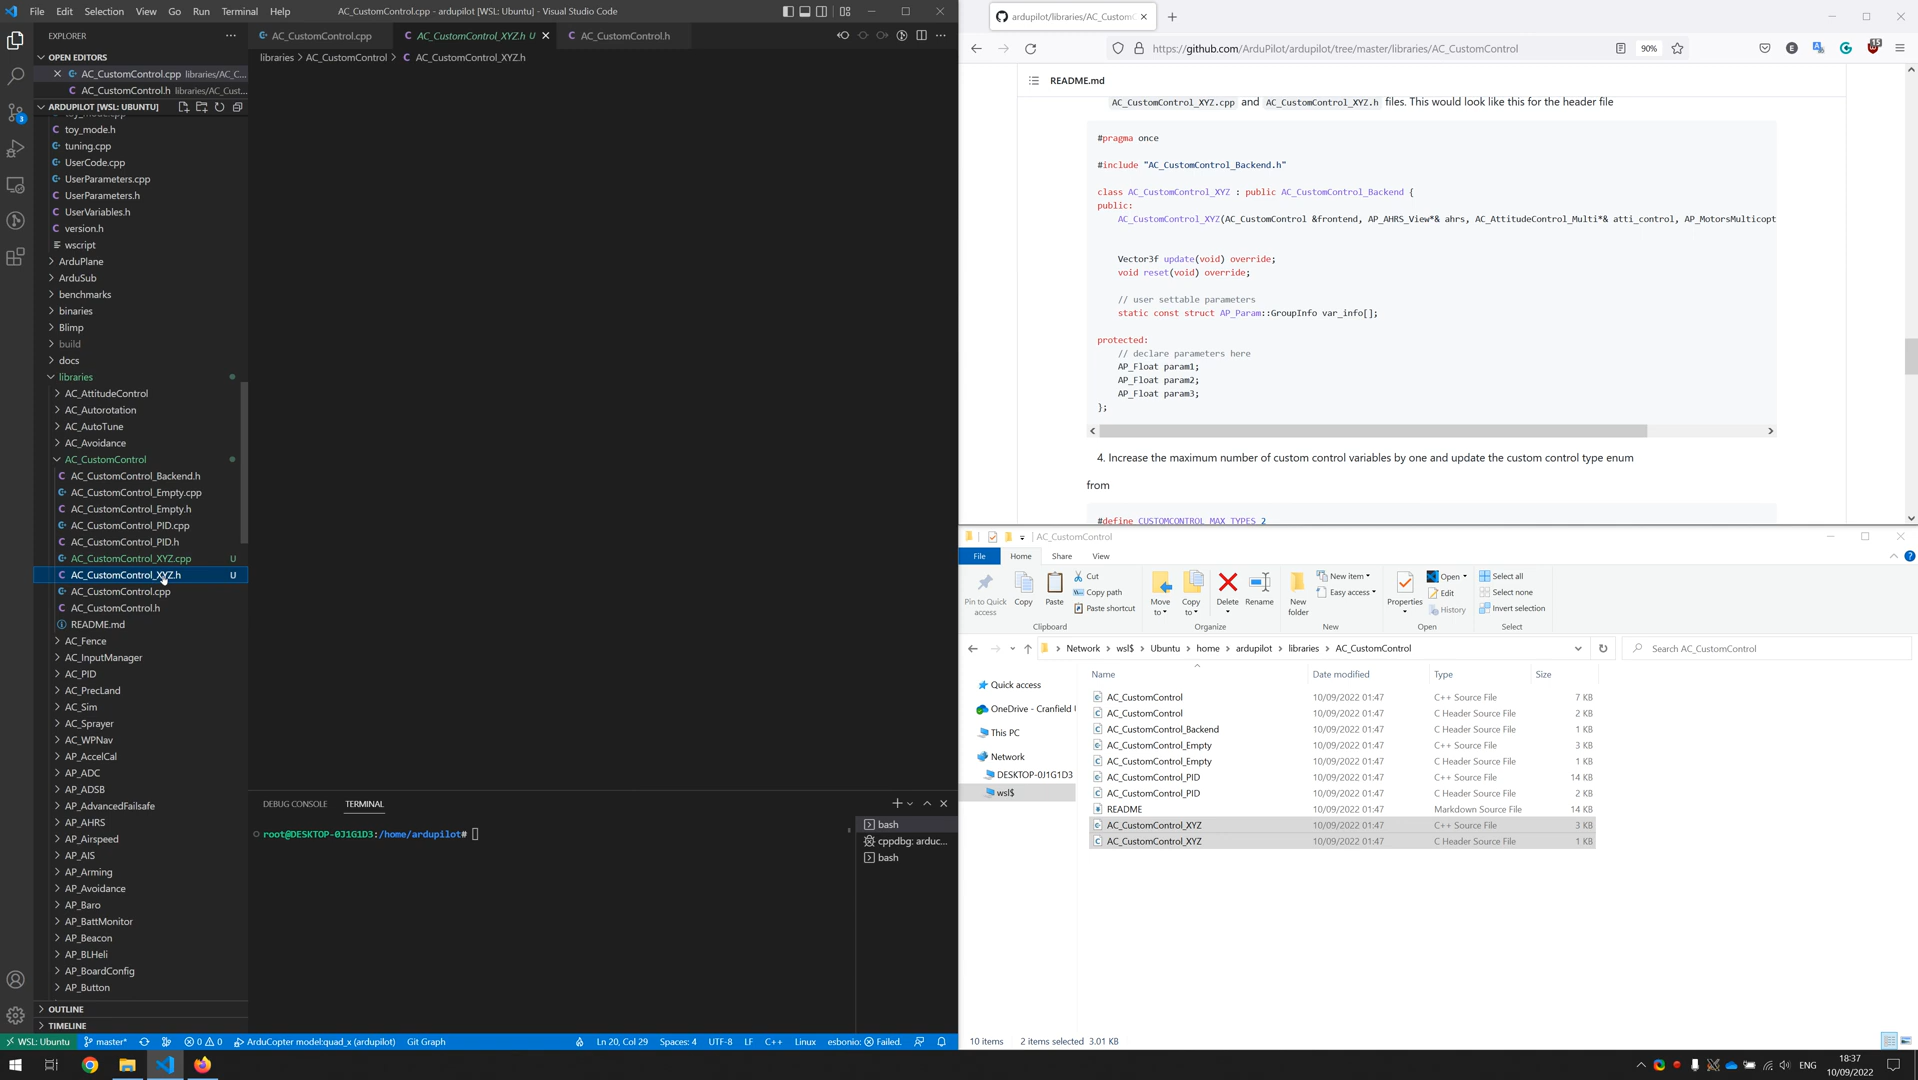 File Edit Selection View Go Run Terminal Help
AC_CustomControl.cpp - ardupilot [WSL: Ubuntu] - Visual Studio Code
EXPLORER
OPEN EDITORS
AC_CustomControl.cpp libraries/AC_C...
AC_CustomControl.h libraries/AC_Cust...
ARDUPILOT [WSL: UBUNTU]
toy_mode.cpp
toy_mode.h
tuning.cpp
UserCode.cpp
UserParameters.cpp
UserParameters.h
UserVariables.h
version.h
wscript
ArduPlane
ArduSub
benchmarks
binaries
Blimp
build
docs
libraries
AC_AttitudeControl
AC_Autorotation
AC_AutoTune
AC_Avoidance
AC_CustomControl
AC_CustomControl_Backend.h
AC_CustomControl_Empty.cpp
AC_CustomControl_Empty.h
AC_CustomControl_PID.cpp
AC_CustomControl_PID.h
AC_CustomControl_XYZ.cpp U
AC_CustomControl_XYZ.h U
AC_CustomControl.cpp
AC_CustomControl.h
README.md
AC_Fence
AC_InputManager
AC_PID
AC_PrecLand
AC_Sim
AC_Sprayer
AC_WPNav
AP_AccelCal
AP_ADC
AP_ADSB
AP_AdvancedFailsafe
AP_AHRS
AP_Airspeed
AP_AIS
AP_Arming
AP_Avoidance
AP_Baro
AP_BattMonitor
AP_Beacon
AP_BLHeli
AP_BoardConfig
AP_Button
OUTLINE
TIMELINE
3
AC_CustomControl.cpp AC_CustomControl_XYZ.h U AC_CustomControl.h
libraries > AC_CustomControl > AC_CustomControl_XYZ.h
DEBUG CONSOLE TERMINAL
root@DESKTOP-0J1G1D3:/home/ardupilot#
bash
cppdbg: arduc...
bash
WSL: Ubuntu master* 0 0 ArduCopter model:quad_x (ardupilot) Git Graph Ln 20, Col 29 Spaces: 4 UTF-8 LF C++ Linux esbonio: Failed.
ardupilot/libraries/AC_CustomC
https://github.com/ArduPilot/ardupilot/tree/master/libraries/AC_CustomControl
90%
E
15
README.md
AC_CustomControl_XYZ.cpp and AC_CustomControl_XYZ.h files. This would look like this for the header file
#pragma once
#include "AC_CustomControl_Backend.h"
class AC_CustomControl_XYZ : public AC_CustomControl_Backend {
public:
AC_CustomControl_XYZ(AC_CustomControl &frontend, AP_AHRS_View*& ahrs, AC_AttitudeControl_Multi*& atti_control, AP_MotorsMulticopt
Vector3f update(void) override;
void reset(void) override;
// user settable parameters
static const struct AP_Param::GroupInfo var_info[];
protected:
// declare parameters here
AP_Float param1;
AP_Float param2;
AP_Float param3;
};
4. Increase the maximum number of custom control variables by one and update the custom control type enum
from
#define CUSTOMCONTROL_MAX_TYPES 2
AC_CustomControl
File Home Share View
Pin to Quick access
Copy
Paste
Cut
Copy path
Paste shortcut
Move to
Copy to
Delete
Rename
New folder
New item
Easy access
Properties
Open
Edit
History
Select all
Select none
Invert selection
Clipboard Organize New Open Select
Network > wsl$ > Ubuntu > home > ardupilot > libraries > AC_CustomControl
Search AC_CustomControl
Quick access
OneDrive - Cranfield U
This PC
Network
DESKTOP-0J1G1D3
wsl$
Name Date modified Type Size
AC_CustomControl 10/09/2022 01:47 C++ Source File 7 KB
AC_CustomControl 10/09/2022 01:47 C Header Source File 2 KB
AC_CustomControl_Backend 10/09/2022 01:47 C Header Source File 1 KB
AC_CustomControl_Empty 10/09/2022 01:47 C++ Source File 3 KB
AC_CustomControl_Empty 10/09/2022 01:47 C Header Source File 1 KB
AC_CustomControl_PID 10/09/2022 01:47 C++ Source File 14 KB
AC_CustomControl_PID 10/09/2022 01:47 C Header Source File 2 KB
README 10/09/2022 01:47 Markdown Source File 14 KB
AC_CustomControl_XYZ 10/09/2022 01:47 C++ Source File 3 KB
AC_CustomControl_XYZ 10/09/2022 01:47 C Header Source File 1 KB
10 items 2 items selected 3.01 KB
ENG
18:37
10/09/2022